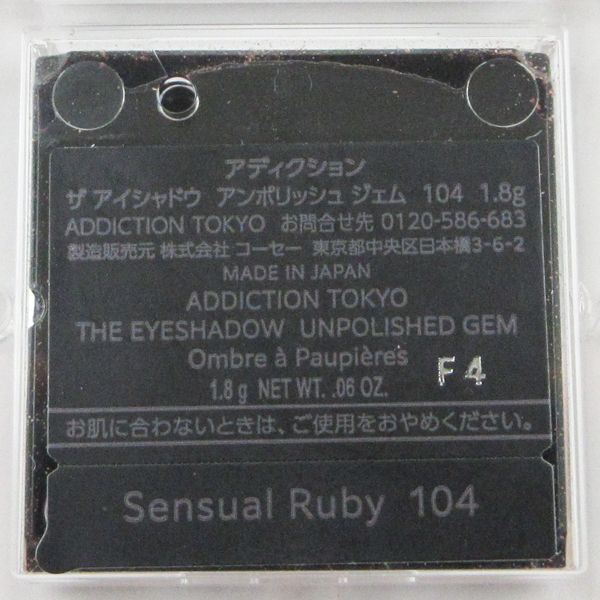 アディクション
ザ アイシャドウ アンポリッシュ ジェム 104 1.8g
ADDICTION TOKYO お問合せ先 0120-586-683
製造販売元 株式会社 コーセー 東京都中央区日本橋3-6-2
MADE IN JAPAN
ADDICTION TOKYO
THE EYESHADOW UNPOLISHED GEM
Ombre à Paupières
1.8 g NET WT. .06 OZ.
F4
お肌に合わないときは、ご使用をおやめください。
Sensual Ruby 104